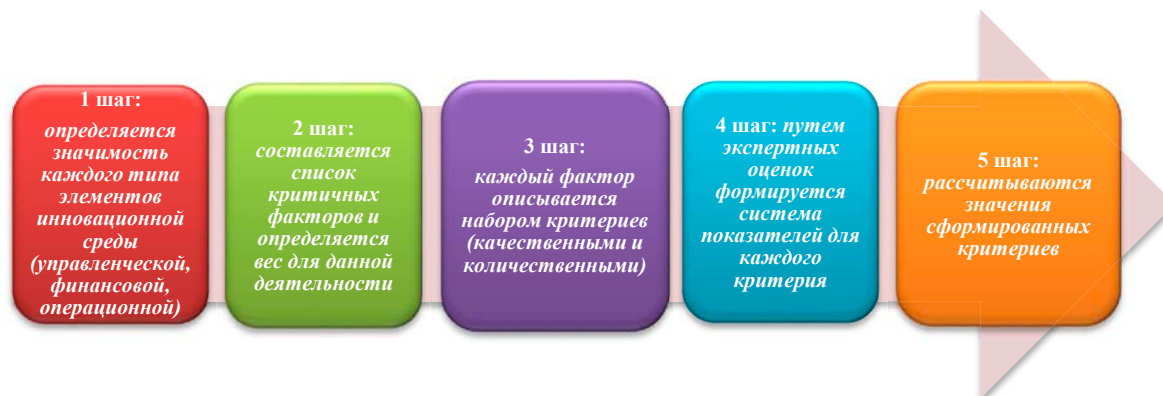 1 шаг:
определяется
значимость
каждого типа
элементов
инновационной
среды
(управленческой,
финансовой,
операционной)
2 шаг:
составляется
список
критичных
факторов и
определяется
вес для данной
деятельности
3 шаг:
каждый фактор
описывается
набором критериев
(качественными и
количественными)
4 шаг: путем
экспертных
оценок
формируется
система
показателей для
каждого
критерия
5 шаг:
рассчитываются
значения
сформированных
критериев